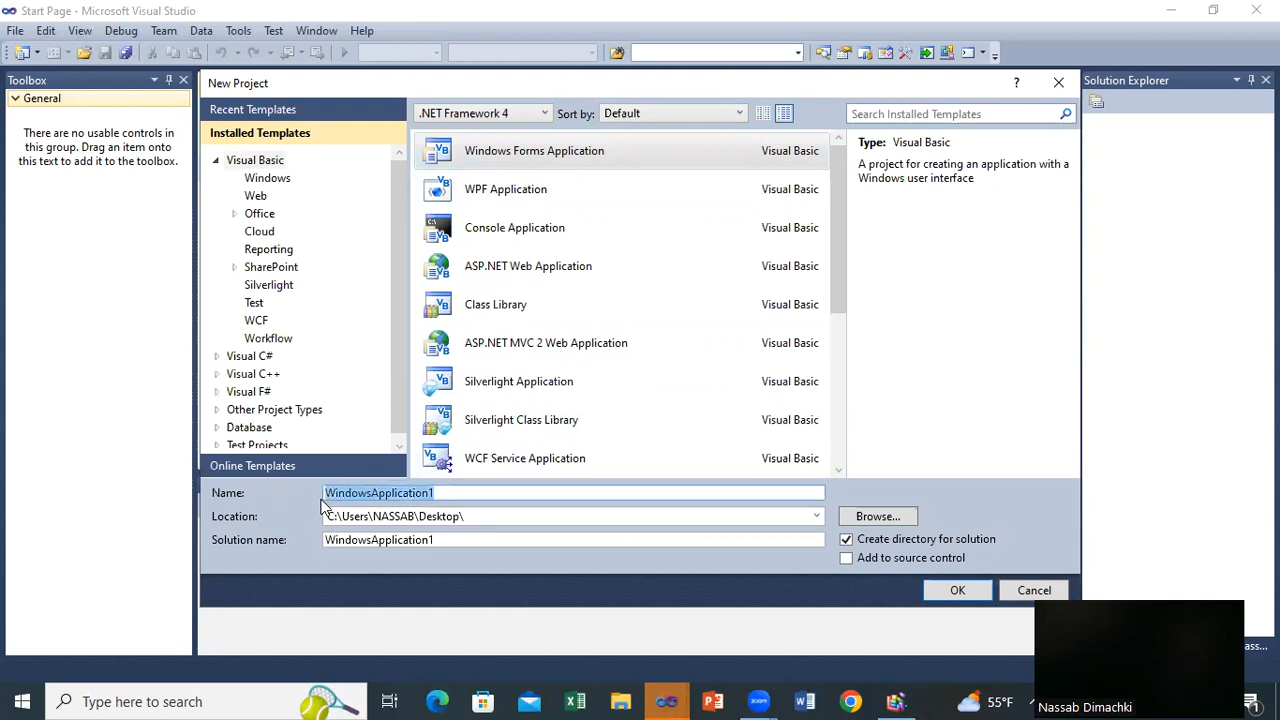 Start Page - Microsoft Visual Studio
File Edit View Debug Team Data Tools Test Window Help
Toolbox
General
There are no usable controls in
this group. Drag an item onto
this text to add it to the toolbox.
New Project
?
Recent Templates
Installed Templates
Visual Basic
Windows
Web
Office
Cloud
Reporting
SharePoint
Silverlight
Test
WCF
Workflow
Visual C#
Visual C++
Visual F#
Other Project Types
Database
Test Projects
Online Templates
.NET Framework 4 Sort by: Default
Search Installed Templates
Windows Forms Application Visual Basic
WPF Application Visual Basic
Console Application Visual Basic
ASP.NET Web Application Visual Basic
Class Library Visual Basic
ASP.NET MVC 2 Web Application Visual Basic
Silverlight Application Visual Basic
Silverlight Class Library Visual Basic
WCF Service Application Visual Basic
Type: Visual Basic
A project for creating an application with a
Windows user interface
Name: WindowsApplication1
Location: C:\Users\NASSAB\Desktop\
Browse...
Solution name: WindowsApplication1
Create directory for solution
Add to source control
OK Cancel
Solution Explorer
Nassab Dimachki
Type here to search
55°F